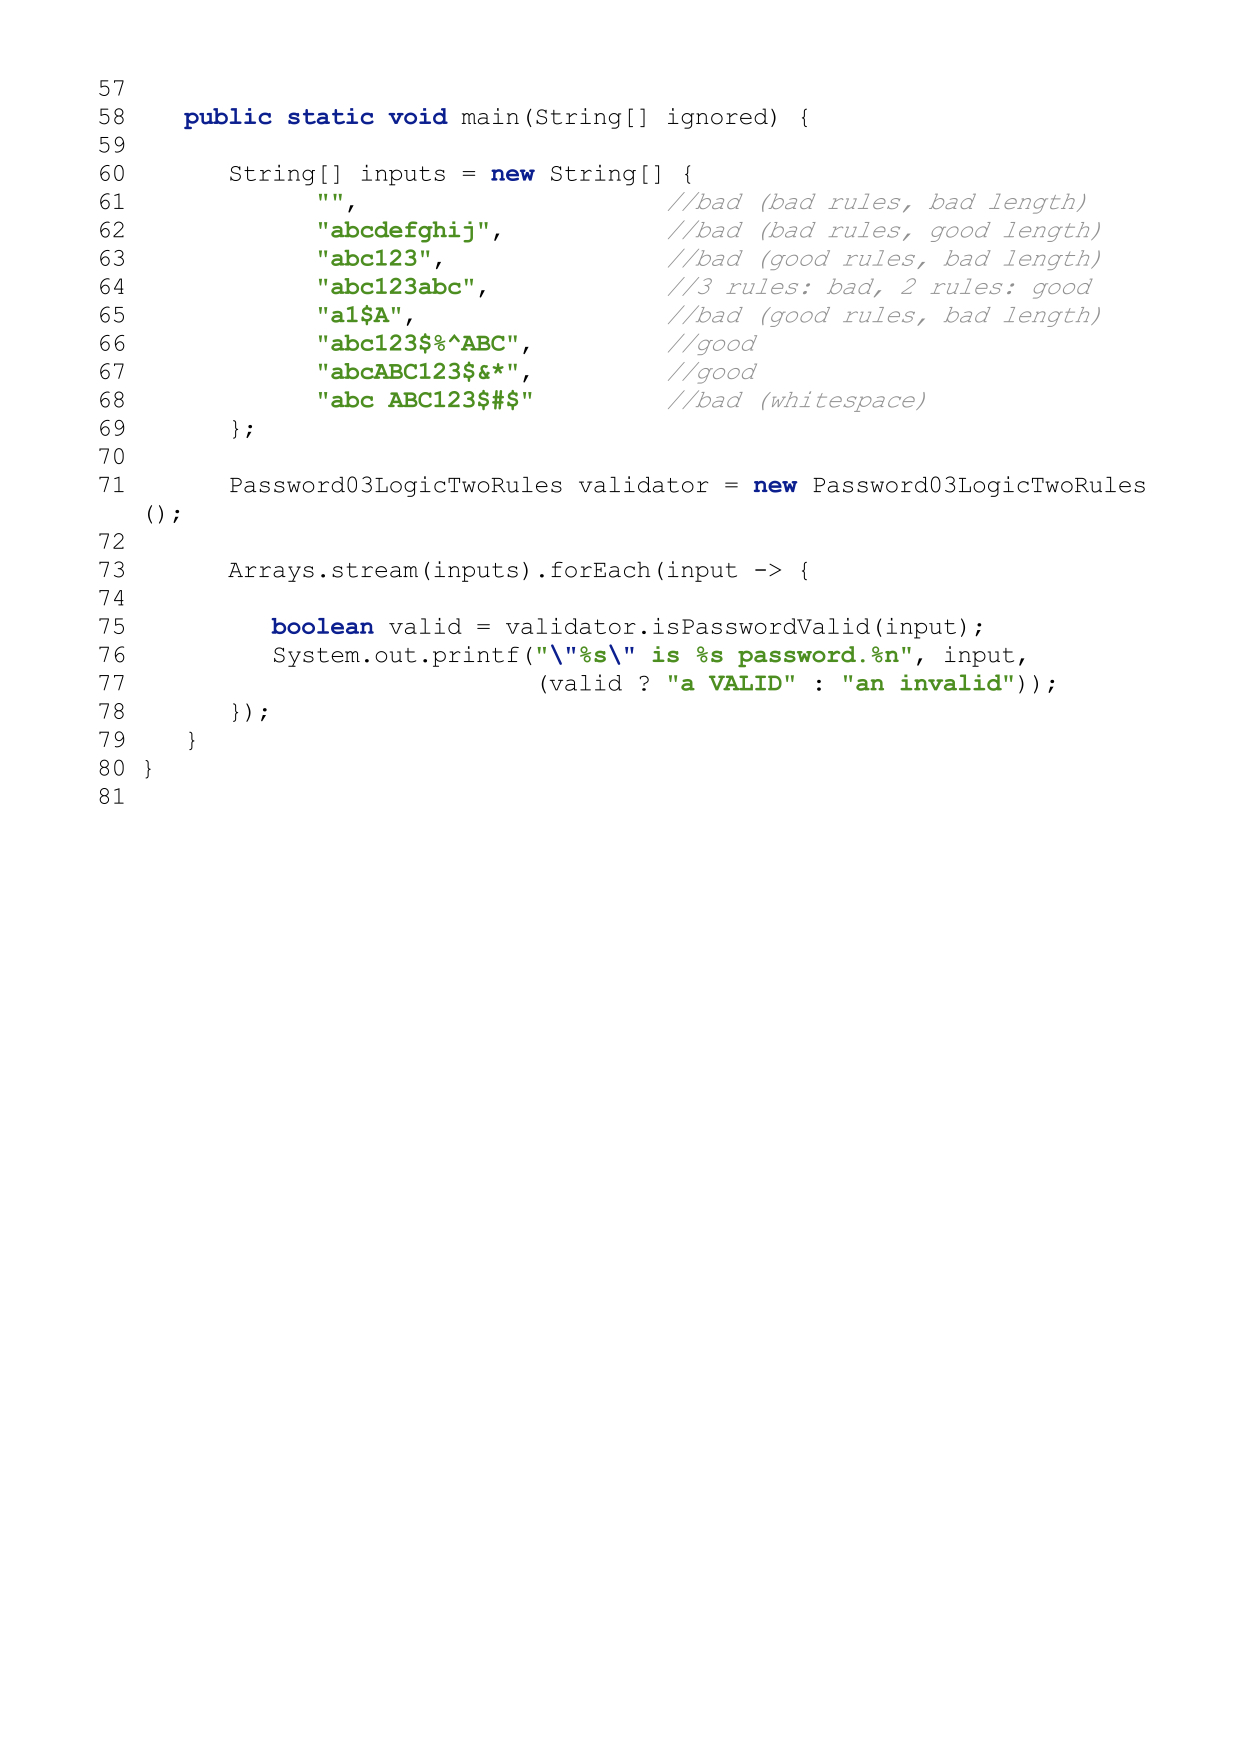 57
58    public static void main(String[] ignored) {
59
60       String[] inputs = new String[] {
61             "",                     //bad (bad rules, bad length)
62             "abcdefghij",           //bad (bad rules, good length)
63             "abc123",               //bad (good rules, bad length)
64             "abc123abc",            //3 rules: bad, 2 rules: good
65             "a1$A",                 //bad (good rules, bad length)
66             "abc123$%^ABC",         //good
67             "abcABC123$&*",         //good
68             "abc ABC123$#$"         //bad (whitespace)
69       };
70
71       Password03LogicTwoRules validator = new Password03LogicTwoRules
();
72
73       Arrays.stream(inputs).forEach(input -> {
74
75          boolean valid = validator.isPasswordValid(input);
76          System.out.printf("\"%s\" is %s password.%n", input,
77                            (valid ? "a VALID" : "an invalid"));
78       });
79    }
80 }
81